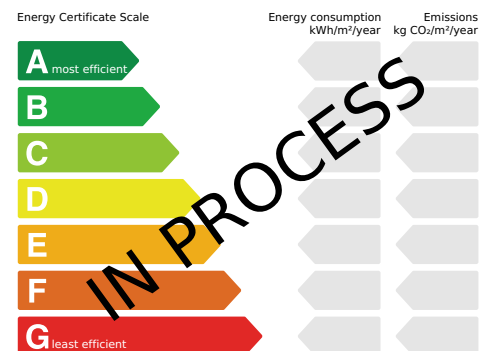 Energy Certificate Scale
Energy consumption
kWh/m²/year
Emissions
kg CO₂/m²/year
A most efficient
B
C
D
E
F
G least efficient
IN PROCESS